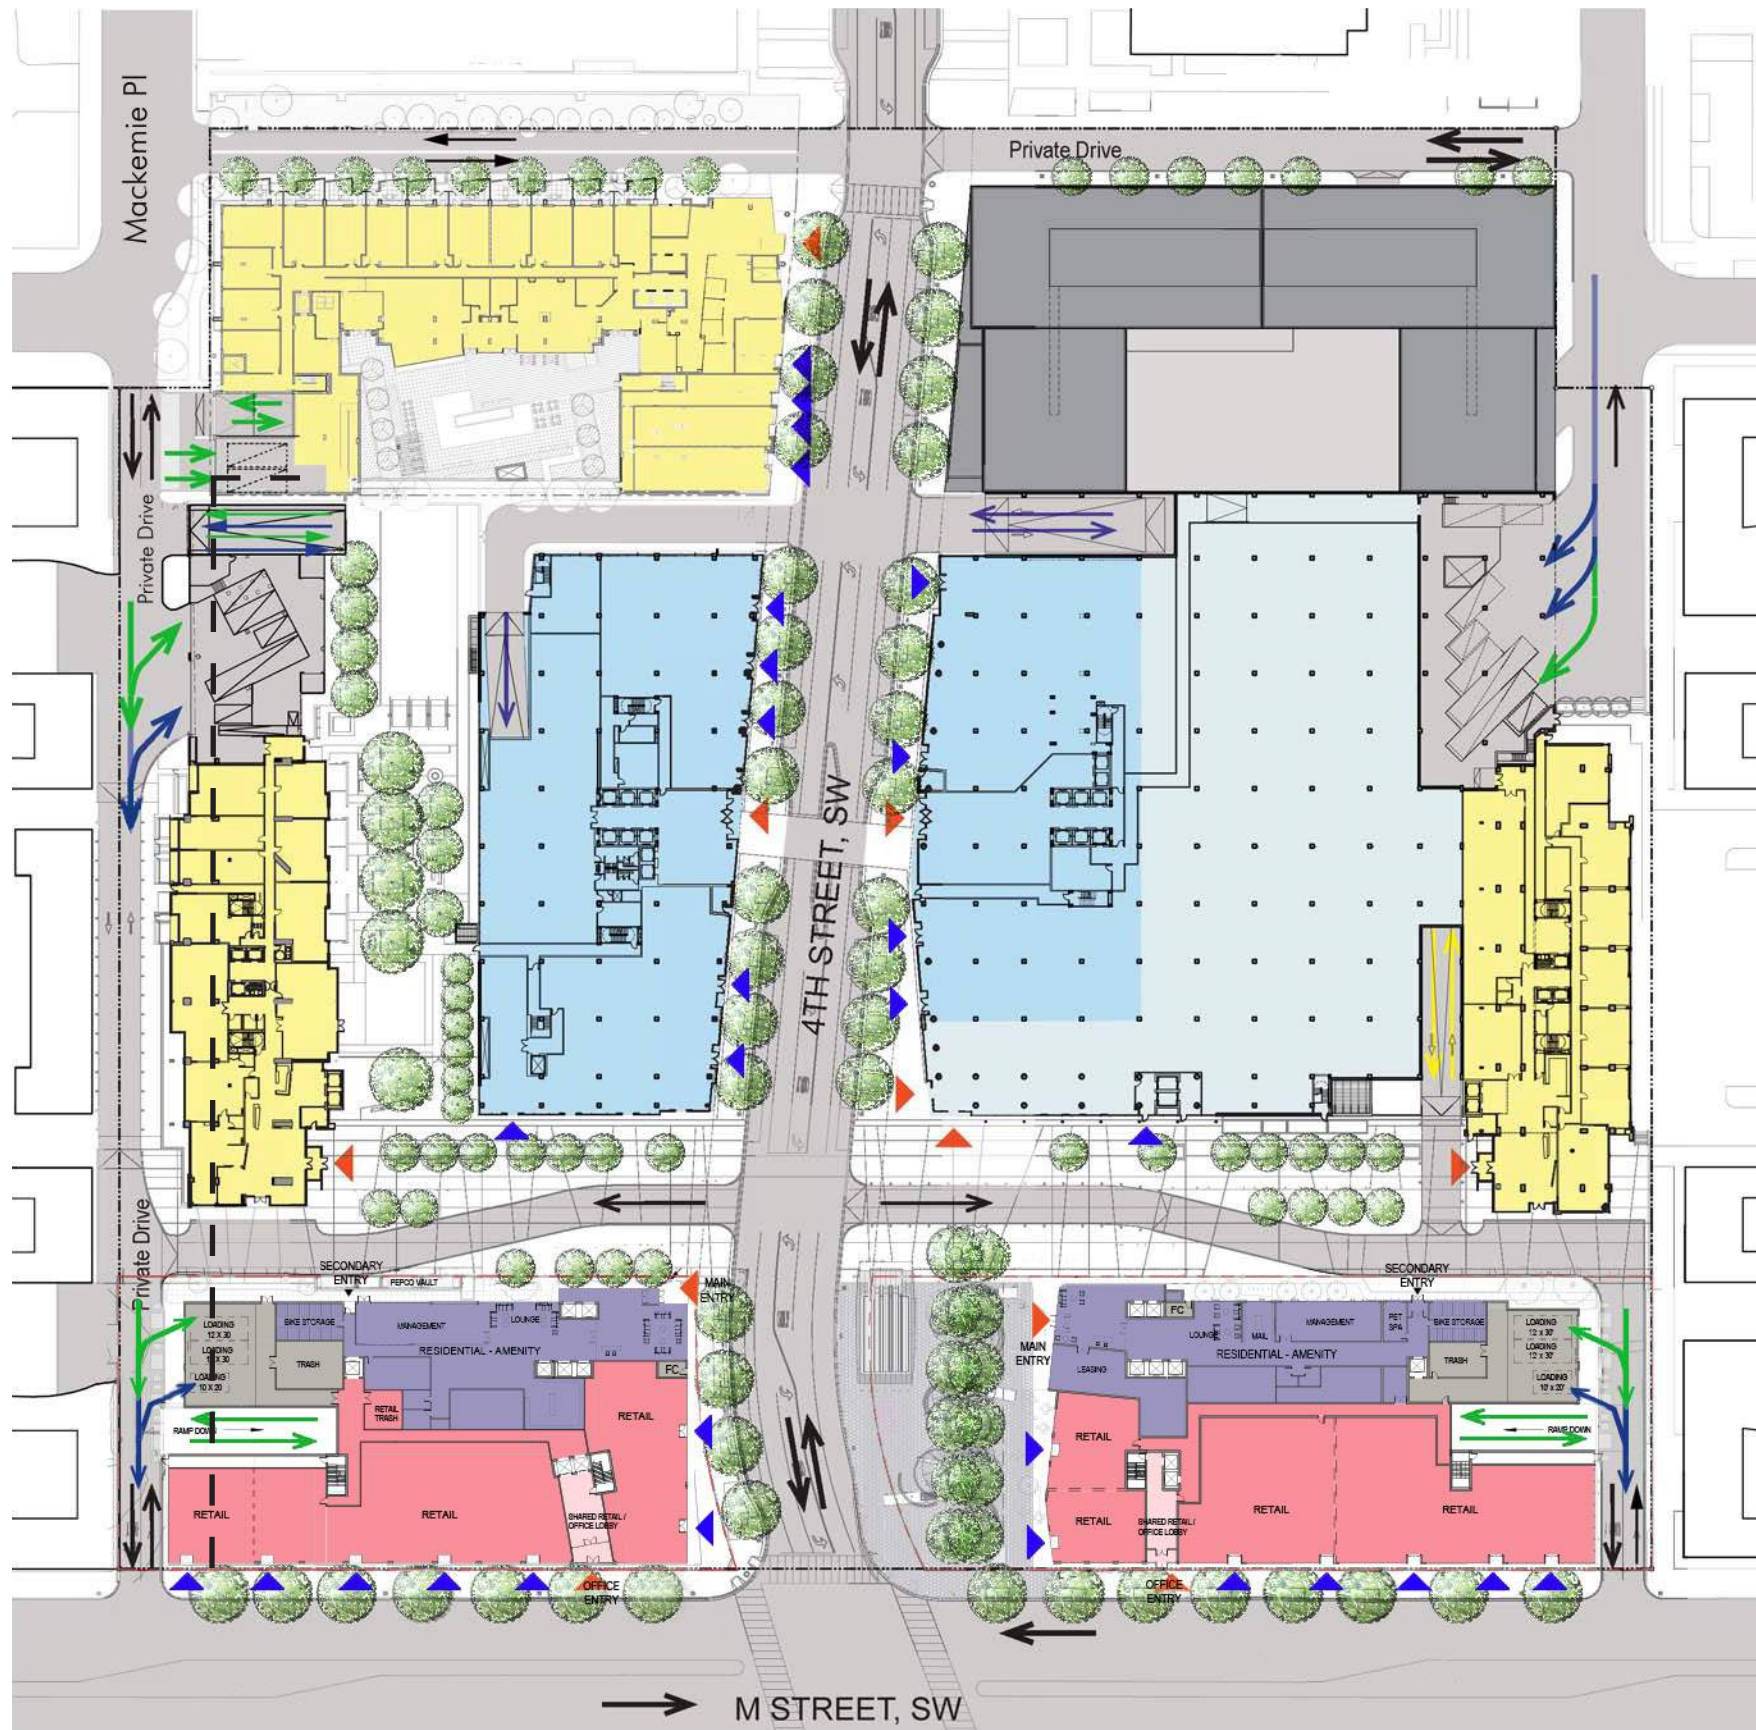 Mackemie Pl
Private Drive
Private Drive
4TH STREET, SW
Private Drive
SECONDARY
ENTRY
PEPCO VAULT
MAIN
ENTRY
SECONDARY
ENTRY
LOADING
12 X 30
LOADING
LOADING
10 X 20
BIKE STORAGE
TRASH
MANAGEMENT
LOUNGE
RESIDENTIAL - AMENITY
FC
RETAIL
TRASH
RETAIL
RAMP DOWN
RETAIL
RETAIL
SHARED RETAIL /
OFFICE LOBBY
OFFICE
ENTRY
MAIN
ENTRY
FC
LOUNGE
MAIL
MANAGEMENT
PET
SPA
BIKE STORAGE
LEASING
RESIDENTIAL - AMENITY
TRASH
LOADING
12' x 30'
LOADING
12' x 30'
LOADING
10' x 20'
RAMP DOWN
RETAIL
RETAIL
SHARED RETAIL /
OFFICE LOBBY
RETAIL
RETAIL
OFFICE
ENTRY
M STREET, SW